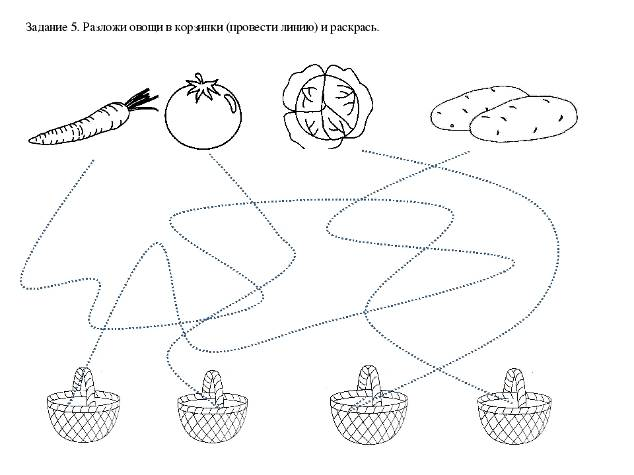 Задание 5. Разложи овощи в корзинки (провести линию) и раскрась.